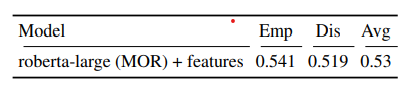 Model Emp Dis Avg
roberta-large (MOR) + features 0.541 0.519 0.53